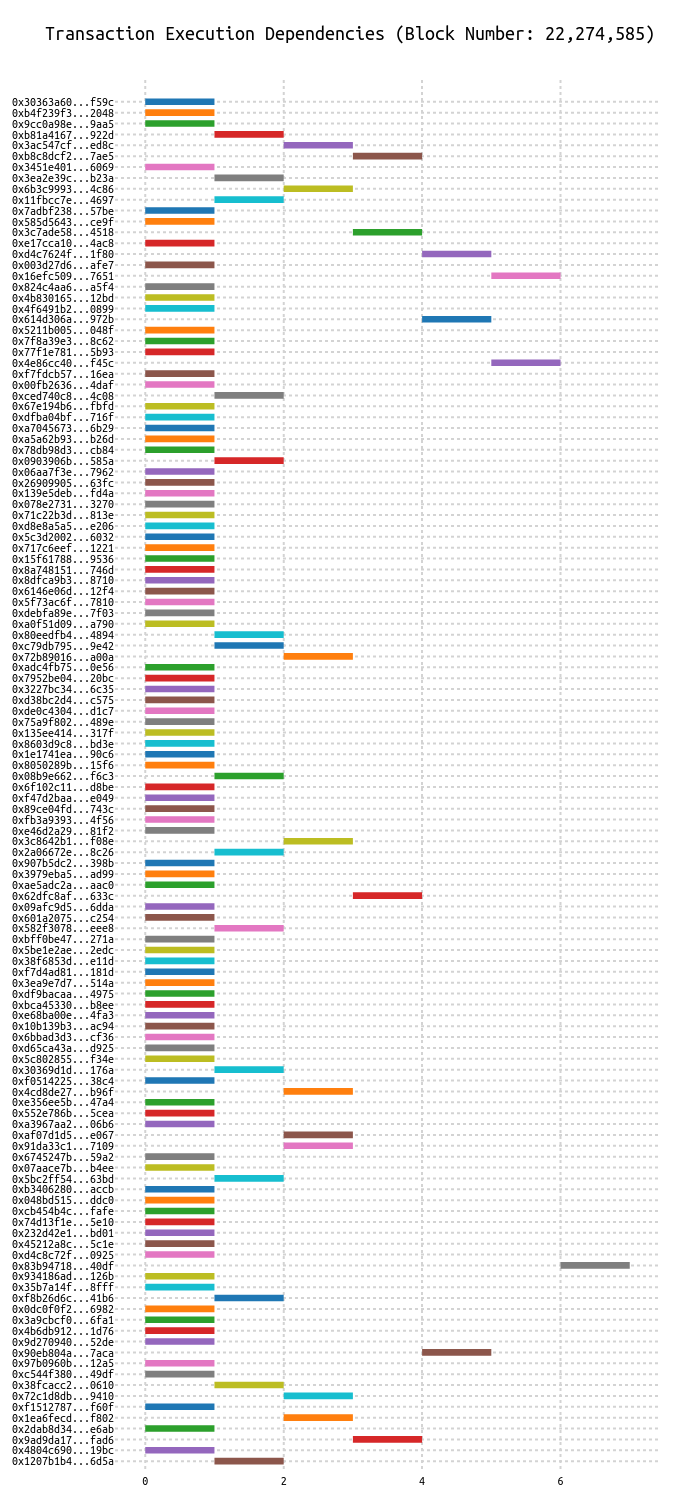 Transaction Execution Dependencies (Block Number: 22,274,585)
0x30363a60...f59c
0xb4f239f3...2048
0x9cc0a98e...9aa5
0xb81a4167...922d
0x3ac547cf...ed8c
0xb8c8dcf2...7ae5
0x3451e401...6069
0x3ea2e39c...b23a
0x6b3c9993...4c86
0x11fbcc7e...4697
0x7adbf238...57be
0x585d5643...ce9f
0x3c7ade58...4518
0xe17cca10...4ac8
0xd4c7624f...1f80
0x003d27d6...afe7
0x16efc509...7651
0x824c4aa6...a5f4
0x4b830165...12bd
0x4f6491b2...0899
0x614d306a...972b
0x5211b005...048f
0x7f8a39e3...8c62
0x77f1e781...5b93
0x4e86cc40...f45c
0xf7fdcb57...16ea
0x00fb2636...4daf
0xced740c8...4c08
0x67e194b6...fbfd
0xdfba04bf...716f
0xa7045673...6b29
0xa5a62b93...b26d
0x78db98d3...cb84
0x0903906b...585a
0x06aa7f3e...7962
0x26909905...63fc
0x139e5deb...fd4a
0x078e2731...3270
0x71c22b3d...813e
0xd8e8a5a5...e206
0x5c3d2002...6032
0x717c6eef...1221
0x15f61788...9536
0x8a748151...746d
0x8dfca9b3...8710
0x6146e06d...12f4
0x5f73ac6f...7810
0xdebfa89e...7f03
0xa0f51d09...a790
0x80eedfb4...4894
0xc79db795...9e42
0x72b89016...a00a
0xadc4fb75...0e56
0x7952be04...20bc
0x3227bc34...6c35
0xd38bc2d4...c575
0xde0c4304...d1c7
0x75a9f802...489e
0x135ee414...317f
0x8603d9c8...bd3e
0x1e1741ea...90c6
0x8050289b...15f6
0x08b9e662...f6c3
0x6f102c11...d8be
0xf47d2baa...e049
0x89ce04fd...743c
0xfb3a9393...4f56
0xe46d2a29...81f2
0x3c8642b1...f08e
0x2a06672e...8c26
0x907b5dc2...398b
0x3979eba5...ad99
0xae5adc2a...aac0
0x62dfc8af...633c
0x09afc9d5...6dda
0x601a2075...c254
0x582f3078...eee8
0xbff0be47...271a
0x5be1e2ae...2edc
0x38f6853d...e11d
0xf7d4ad81...181d
0x3ea9e7d7...514a
0xdf9bacaa...4975
0xbca45330...b8ee
0xe68ba00e...4fa3
0x10b139b3...ac94
0x6bbad3d3...cf36
0xd65ca43a...d925
0x5c802855...f34e
0x30369d1d...176a
0xf0514225...38c4
0x4cd8de27...b96f
0xe356ee5b...47a4
0x552e786b...5cea
0xa3967aa2...06b6
0xaf07d1d5...e067
0x91da33c1...7109
0x6745247b...59a2
0x07aace7b...b4ee
0x5bc2ff54...63bd
0xb3406280...accb
0x048bd515...ddc0
0xcb454b4c...fafe
0x74d13f1e...5e10
0x232d42e1...bd01
0x45212a8c...5c1e
0xd4c8c72f...0925
0x83b94718...40df
0x934186ad...126b
0x35b7a14f...8fff
0xf8b26d6c...41b6
0x0dc0f0f2...6982
0x3a9cbcf0...6fa1
0x4b6db912...1d76
0x9d270940...52de
0x90eb804a...7aca
0x97b0960b...12a5
0xc544f380...49df
0x38fcacc2...0610
0x72c1d8db...9410
0xf1512787...f60f
0x1ea6fecd...f802
0x2dab8d34...e6ab
0x9ad9da17...fad6
0x4804c690...19bc
0x1207b1b4...6d5a
0 2 4 6